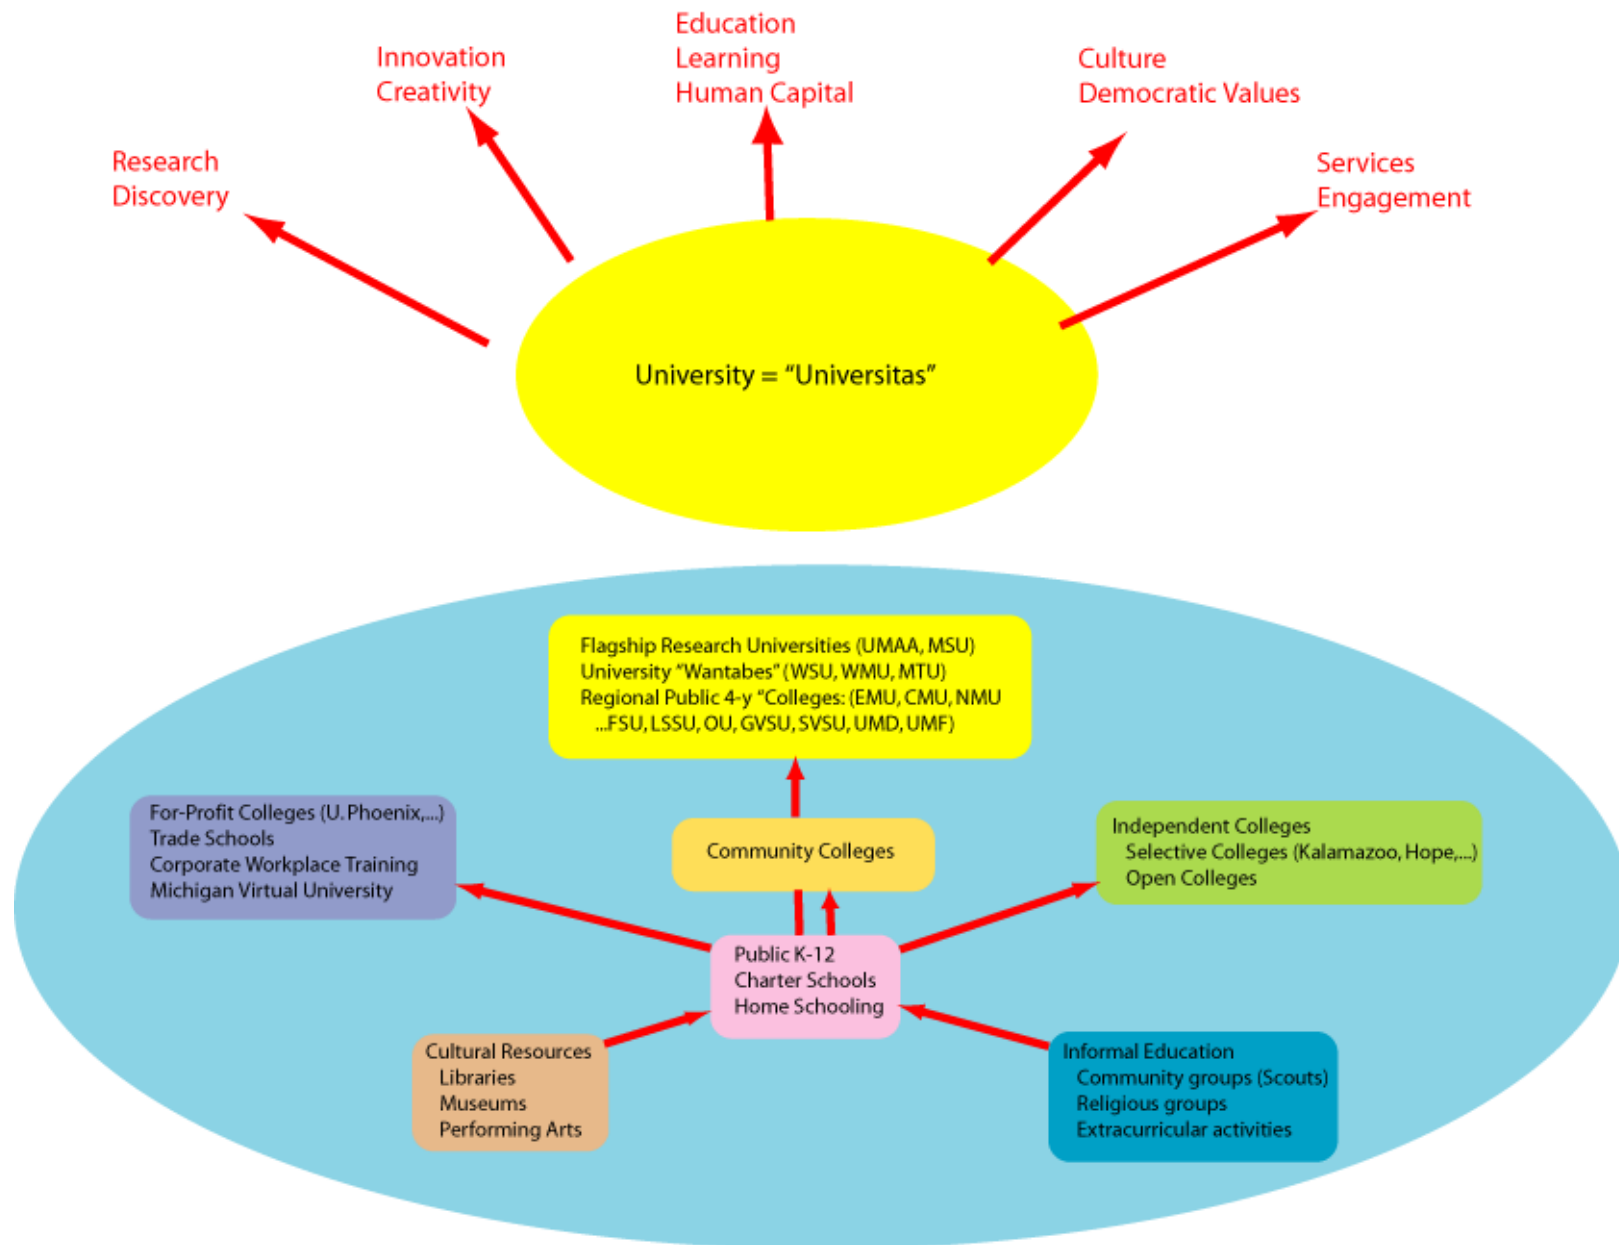 Education
Learning
Human Capital
Innovation
Creativity
Culture
Democratic Values
Research
Discovery
Services
Engagement
University = “Universitas”
Flagship Research Universities (UMAA, MSU)
University “Wantabes” (WSU, WMU, MTU)
Regional Public 4-y “Colleges: (EMU, CMU, NMU
...FSU, LSSU, OU, GVSU, SVSU, UMD, UMF)
For-Profit Colleges (U. Phoenix,...)
Trade Schools
Corporate Workplace Training
Michigan Virtual University
Community Colleges
Independent Colleges
Selective Colleges (Kalamazoo, Hope,...)
Open Colleges
Public K-12
Charter Schools
Home Schooling
Cultural Resources
Libraries
Museums
Performing Arts
Informal Education
Community groups (Scouts)
Religious groups
Extracurricular activities